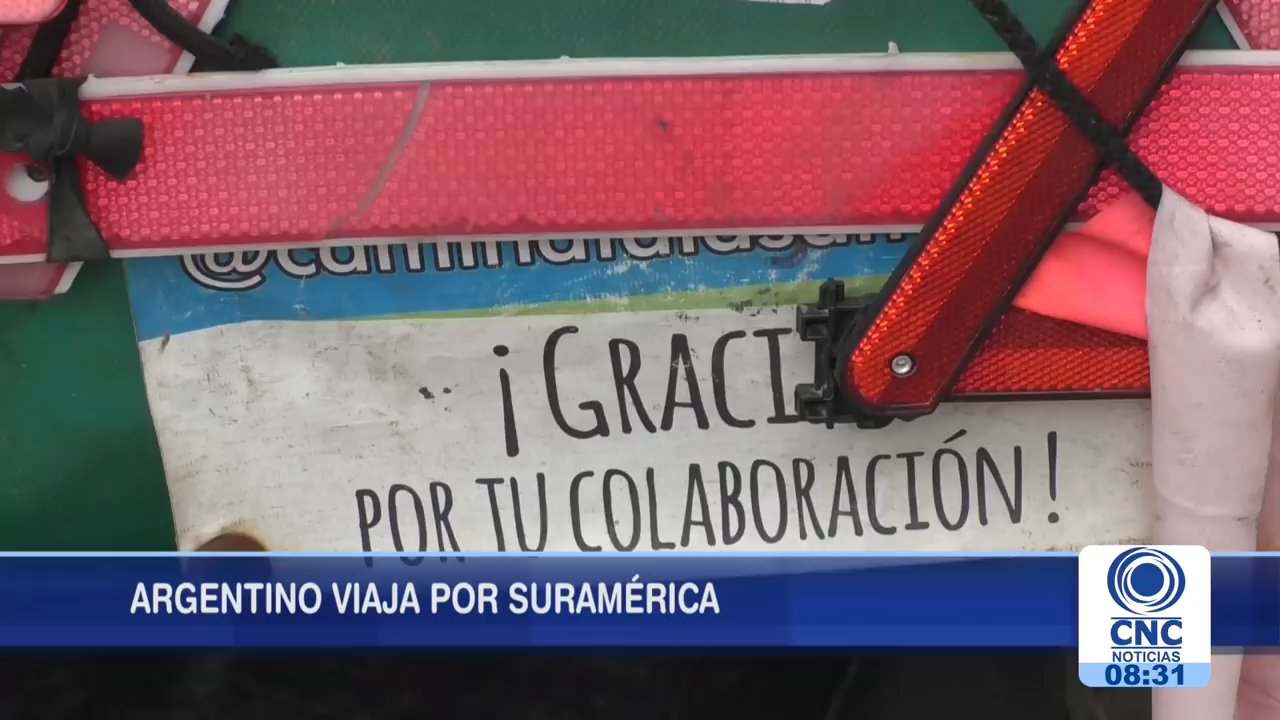 ¡GRACI
POR TU COLABORACIÓN!
ARGENTINO VIAJA POR SURAMÉRICA
CNC
NOTICIAS
08:31